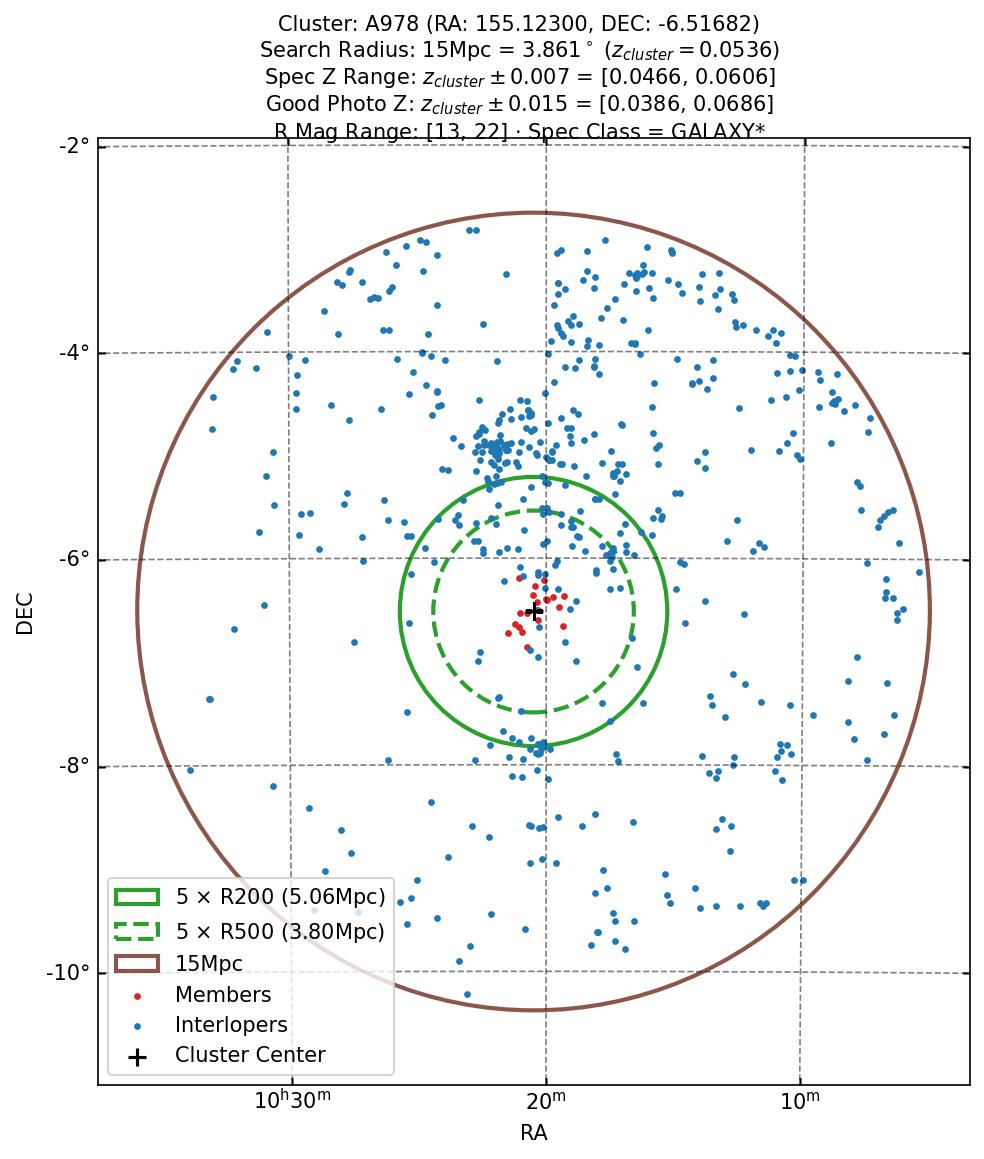 Cluster: A978 (RA: 155.12300, DEC: -6.51682)
Search Radius: 15Mpc = 3.861° (z_cluster = 0.0536)
Spec Z Range: z_cluster ± 0.007 = [0.0466, 0.0606]
Good Photo Z: z_cluster ± 0.015 = [0.0386, 0.0686]
R Mag Range: [13, 22] · Spec Class = GALAXY*
-2°
-4°
-6°
-8°
-10°
DEC
5 × R200 (5.06Mpc)
5 × R500 (3.80Mpc)
15Mpc
Members
Interlopers
Cluster Center
10h30m 20m 10m
RA